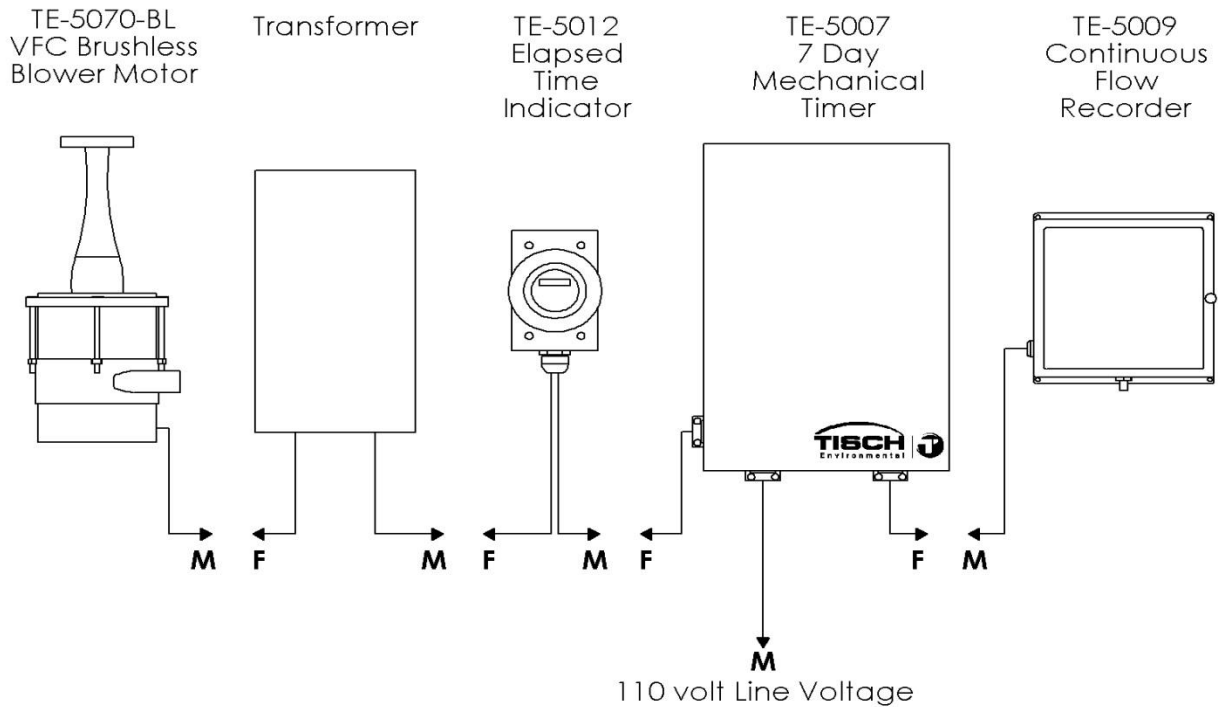 TE-5070-BL
VFC Brushless
Blower Motor
Transformer
TE-5012
Elapsed
Time
Indicator
TE-5007
7 Day
Mechanical
Timer
TE-5009
Continuous
Flow
Recorder
TISCH
Environmental
M
F
M
F
M
F
F
M
M
110 volt Line Voltage